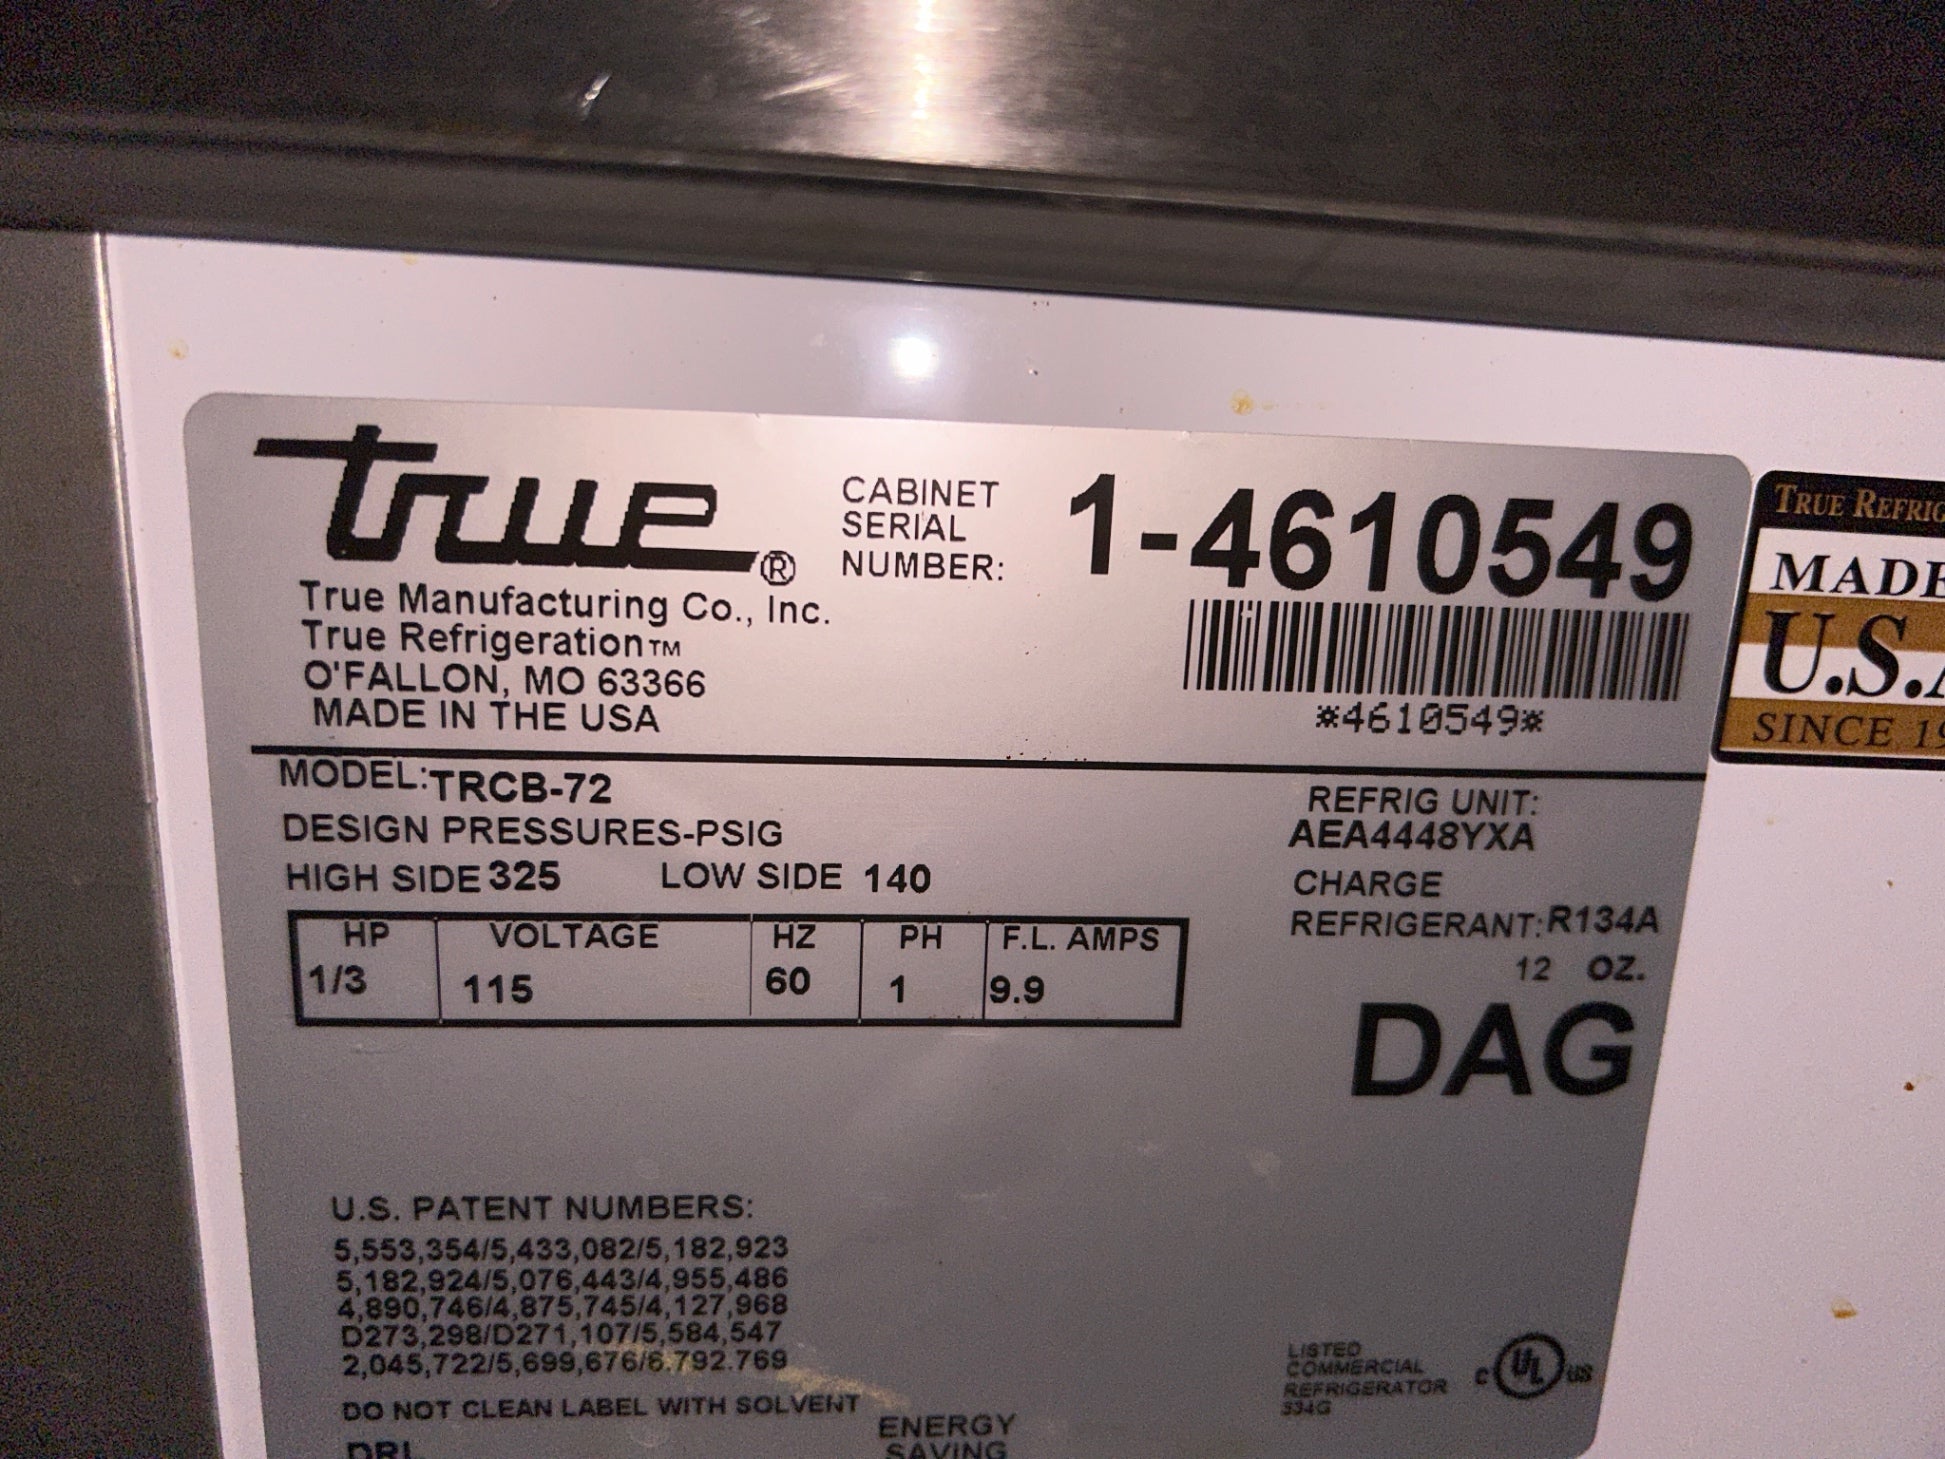 true®
True Manufacturing Co., Inc.
True Refrigeration™
O'FALLON, MO 63366
MADE IN THE USA
CABINET
SERIAL
NUMBER:
1-4610549
*4610549*
MODEL:TRCB-72
DESIGN PRESSURES-PSIG
HIGH SIDE 325 LOW SIDE 140
REFRIG UNIT:
AEA4448YXA
CHARGE
REFRIGERANT:R134A
12 OZ.
DAG
HP VOLTAGE HZ PH F.L. AMPS
1/3 115 60 1 9.9
U.S. PATENT NUMBERS:
5,553,354/5,433,082/5,182,923
5,182,924/5,076,443/4,955,486
4,890,746/4,875,745/4,127,968
D273,298/D271,107/5,584,547
2,045,722/5,699,676/6.792.769
DO NOT CLEAN LABEL WITH SOLVENT
DRL
ENERGY
SAVING
LISTED
COMMERCIAL
REFRIGERATOR
334G
C UL US
TRUE REFRIG
MADE
U.S.A
SINCE 19